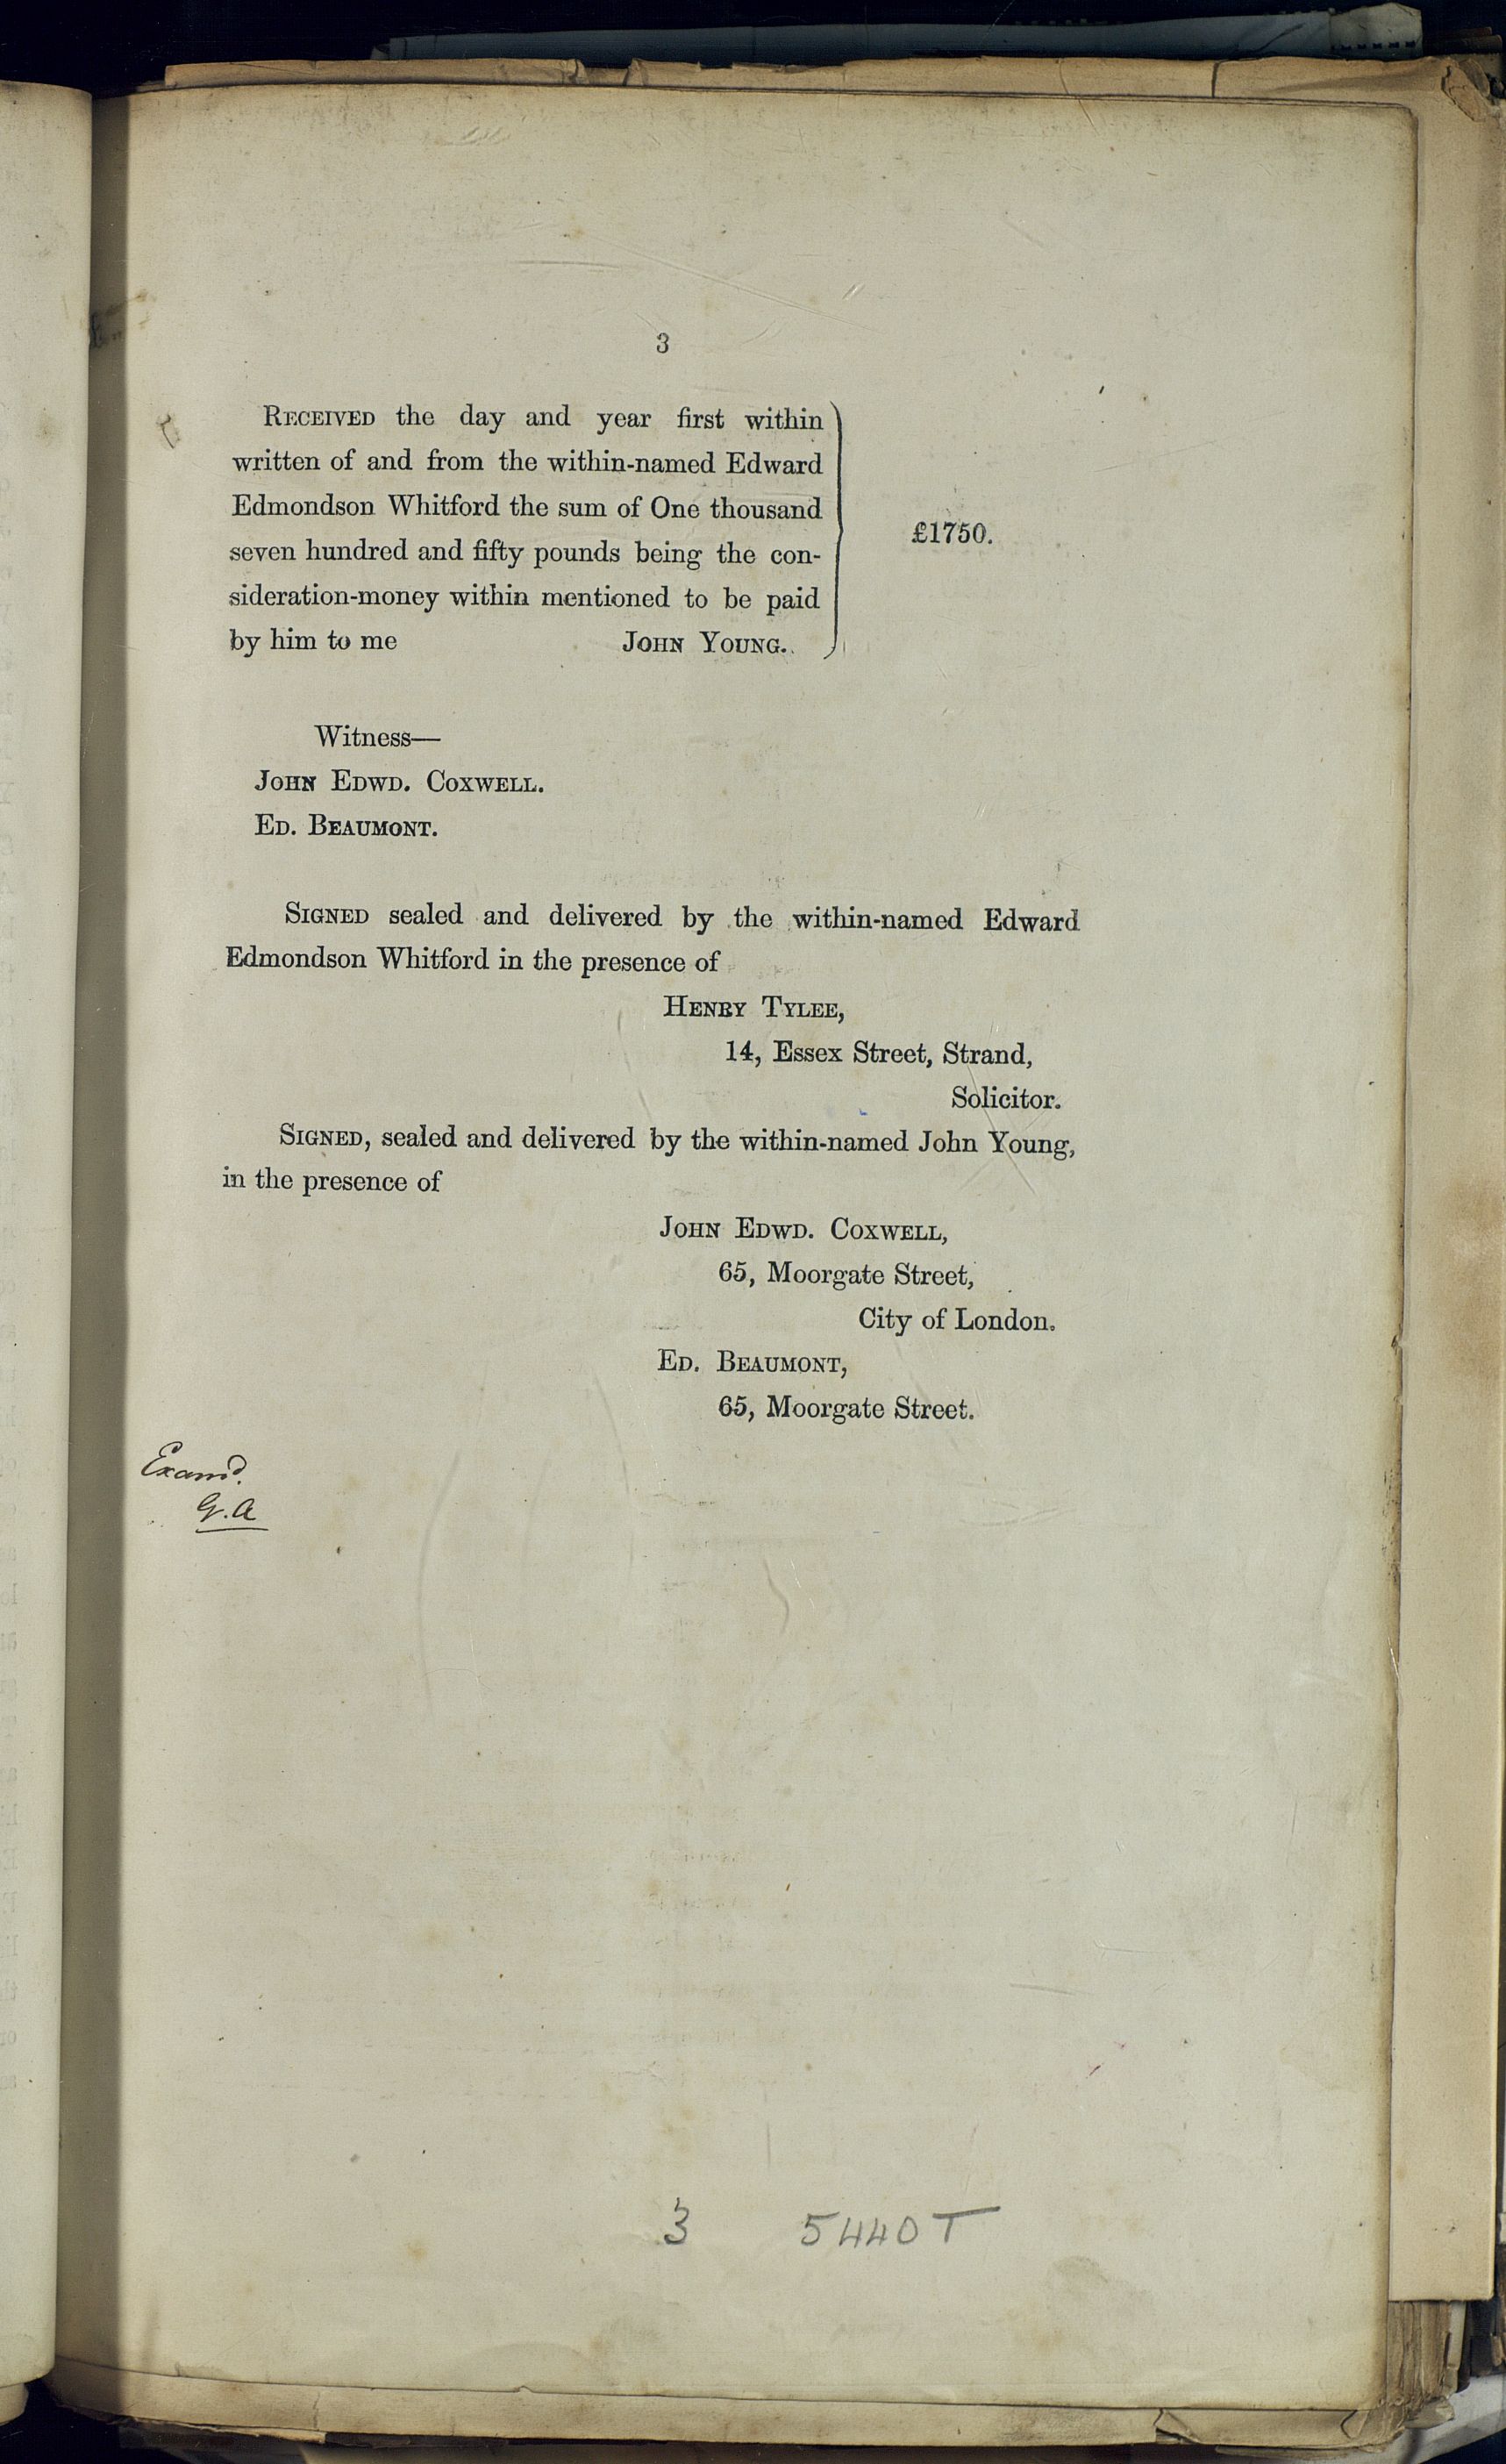 3
RECEIVED the day and year first within
written of and from the within-named Edward
Edmondson Whitford the sum of One thousand
seven hundred and fifty pounds being the con-
sideration-money within mentioned to be paid
by him to me JOHN YOUNG.
£1750.
Witness—
JOHN EDWD. COXWELL.
ED. BEAUMONT.
SIGNED sealed and delivered by the within-named Edward
Edmondson Whitford in the presence of
HENRY TYLEE,
14, Essex Street, Strand,
Solicitor.
SIGNED, sealed and delivered by the within-named John Young,
in the presence of
JOHN EDWD. COXWELL,
65, Moorgate Street,
City of London.
ED. BEAUMONT,
65, Moorgate Street.
Examd.
G.A
3 5440T